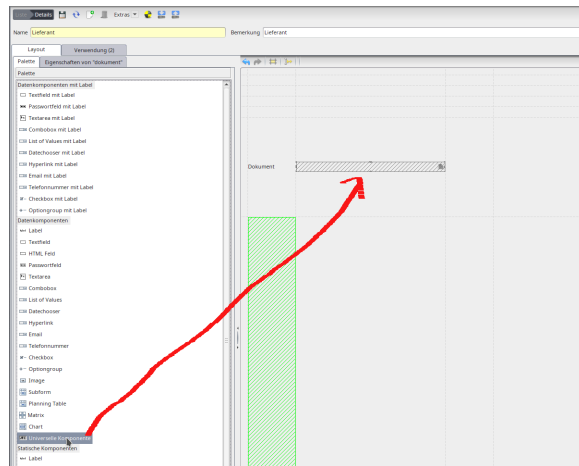 Details Extras
Name Lieferant Bemerkung Lieferant
Layout Verwendung (2)
Palette Eigenschaften von "dokument"
Palette
Datenkomponenten mit Label
Textfield mit Label
Passwortfeld mit Label
Textarea mit Label
Combobox mit Label
List of Values mit Label
Datechooser mit Label
Hyperlink mit Label
Email mit Label
Telefonnummer mit Label
Checkbox mit Label
Optiongroup mit Label
Datenkomponenten
Label
Textfield
HTML Feld
Passwortfeld
Textarea
Combobox
List of Values
Datechooser
Hyperlink
Email
Telefonnummer
Checkbox
Optiongroup
Image
Subform
Planning Table
Matrix
Chart
Universelle Komponente
Statische Komponenten
Label
Dokument